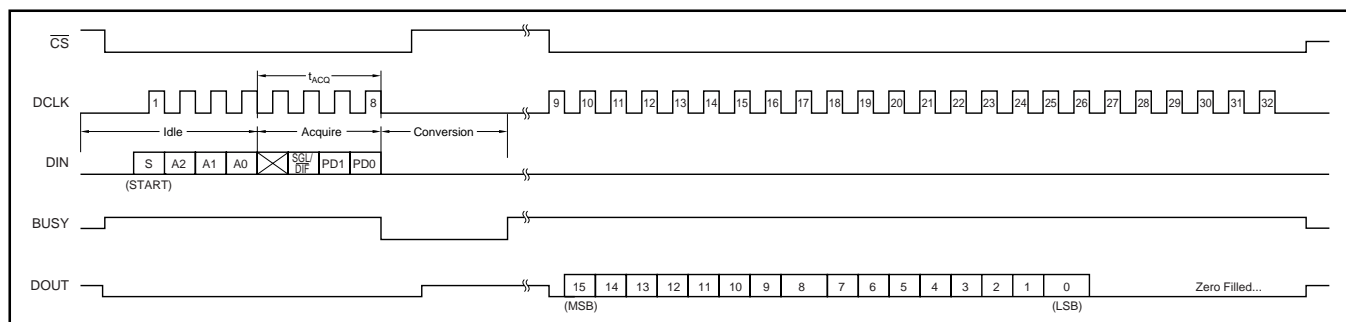 CS
tACQ
DCLK 1 8 9 10 11 12 13 14 15 16 17 18 19 20 21 22 23 24 25 26 27 28 29 30 31 32
Idle Acquire Conversion
DIN S A2 A1 A0 SGL/DIF PD1 PD0
(START)
BUSY
DOUT 15 14 13 12 11 10 9 8 7 6 5 4 3 2 1 0 Zero Filled...
(MSB) (LSB)